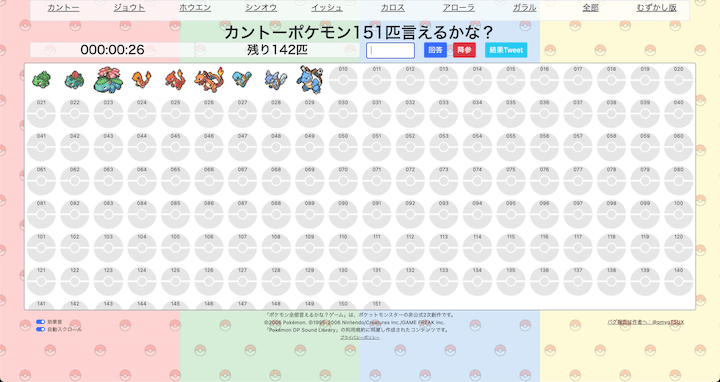 カントー ジョウト ホウエン シンオウ イッシュ カロス アローラ ガラル 全部 むずかし版
カントーポケモン151匹言えるかな？
000:00:26 残り142匹 回答 降参 結果Tweet
010 011 012 013 014 015 016 017 018 019 020
021 022 023 024 025 026 027 028 029 030 031 032 033 034 035 036 037 038 039 040
041 042 043 044 045 046 047 048 049 050 051 052 053 054 055 056 057 058 059 060
061 062 063 064 065 066 067 068 069 070 071 072 073 074 075 076 077 078 079 080
081 082 083 084 085 086 087 088 089 090 091 092 093 094 095 096 097 098 099 100
101 102 103 104 105 106 107 108 109 110 111 112 113 114 115 116 117 118 119 120
121 122 123 124 125 126 127 128 129 130 131 132 133 134 135 136 137 138 139 140
141 142 143 144 145 146 147 148 149 150 151
「ポケモン全部言えるかな？ゲーム」は、ポケットモンスターの非公式2次創作です。
効果音 ©2006 Pokémon. ©1995-2006 Nintendo/Creatures Inc./GAME FREAK inc. バグ報告は作者へ：
自動スクロール 「Pokémon DP Sound Library」の利用規約に同意し作成されたコンテンツです。
プライバシーポリシー